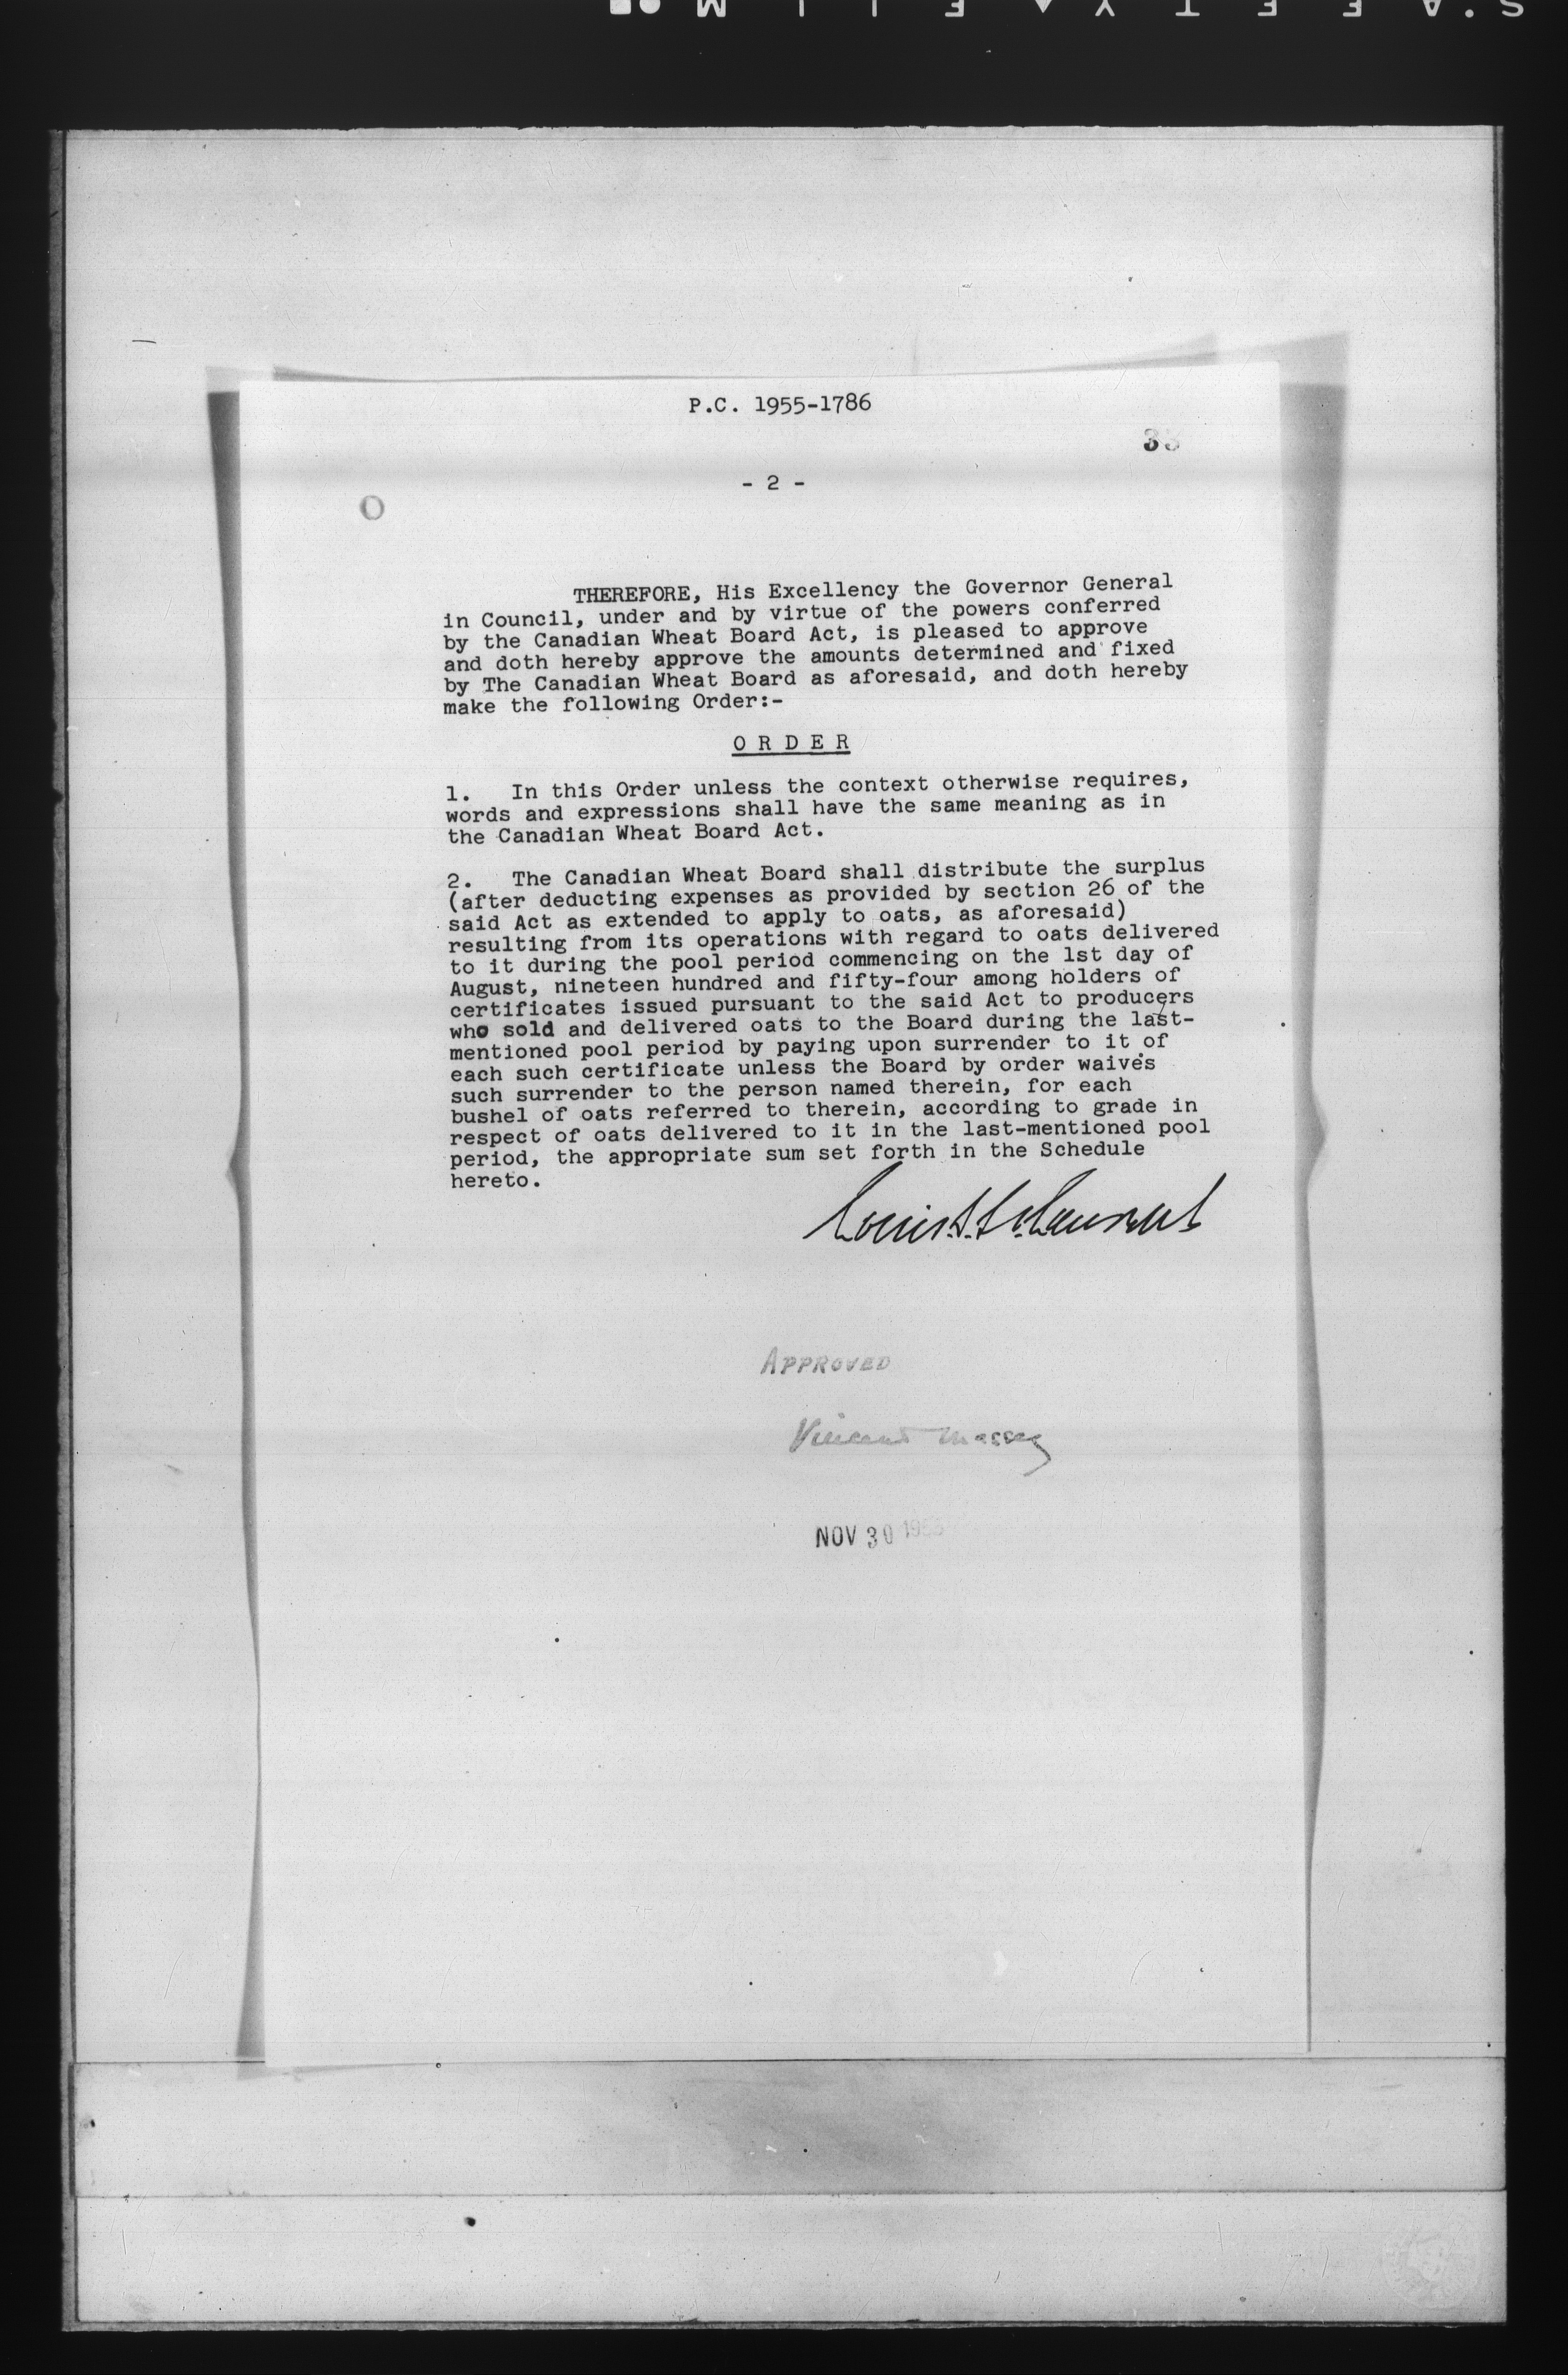 P.C. 1955-1786
33
- 2 -
THEREFORE, His Excellency the Governor General
in Council, under and by virtue of the powers conferred
by the Canadian Wheat Board Act, is pleased to approve
and doth hereby approve the amounts determined and fixed
by The Canadian Wheat Board as aforesaid, and doth hereby
make the following Order:-
O R D E R
1. In this Order unless the context otherwise requires,
words and expressions shall have the same meaning as in
the Canadian Wheat Board Act.
2. The Canadian Wheat Board shall distribute the surplus
(after deducting expenses as provided by section 26 of the
said Act as extended to apply to oats, as aforesaid)
resulting from its operations with regard to oats delivered
to it during the pool period commencing on the 1st day of
August, nineteen hundred and fifty-four among holders of
certificates issued pursuant to the said Act to producers
who sold and delivered oats to the Board during the last-
mentioned pool period by paying upon surrender to it of
each such certificate unless the Board by order waives
such surrender to the person named therein, for each
bushel of oats referred to therein, according to grade in
respect of oats delivered to it in the last-mentioned pool
period, the appropriate sum set forth in the Schedule
hereto.
Louis S. St. Laurent
APPROVED
Vincent Massey
NOV 30 1955